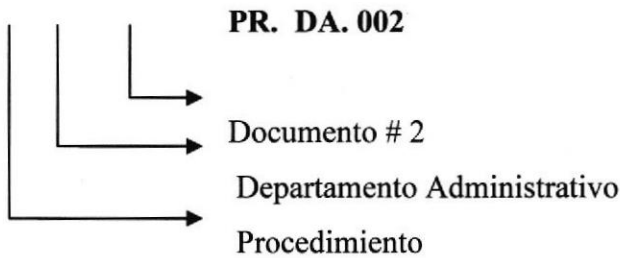 PR. DA. 002
Documento # 2
Departamento Administrativo
Procedimiento